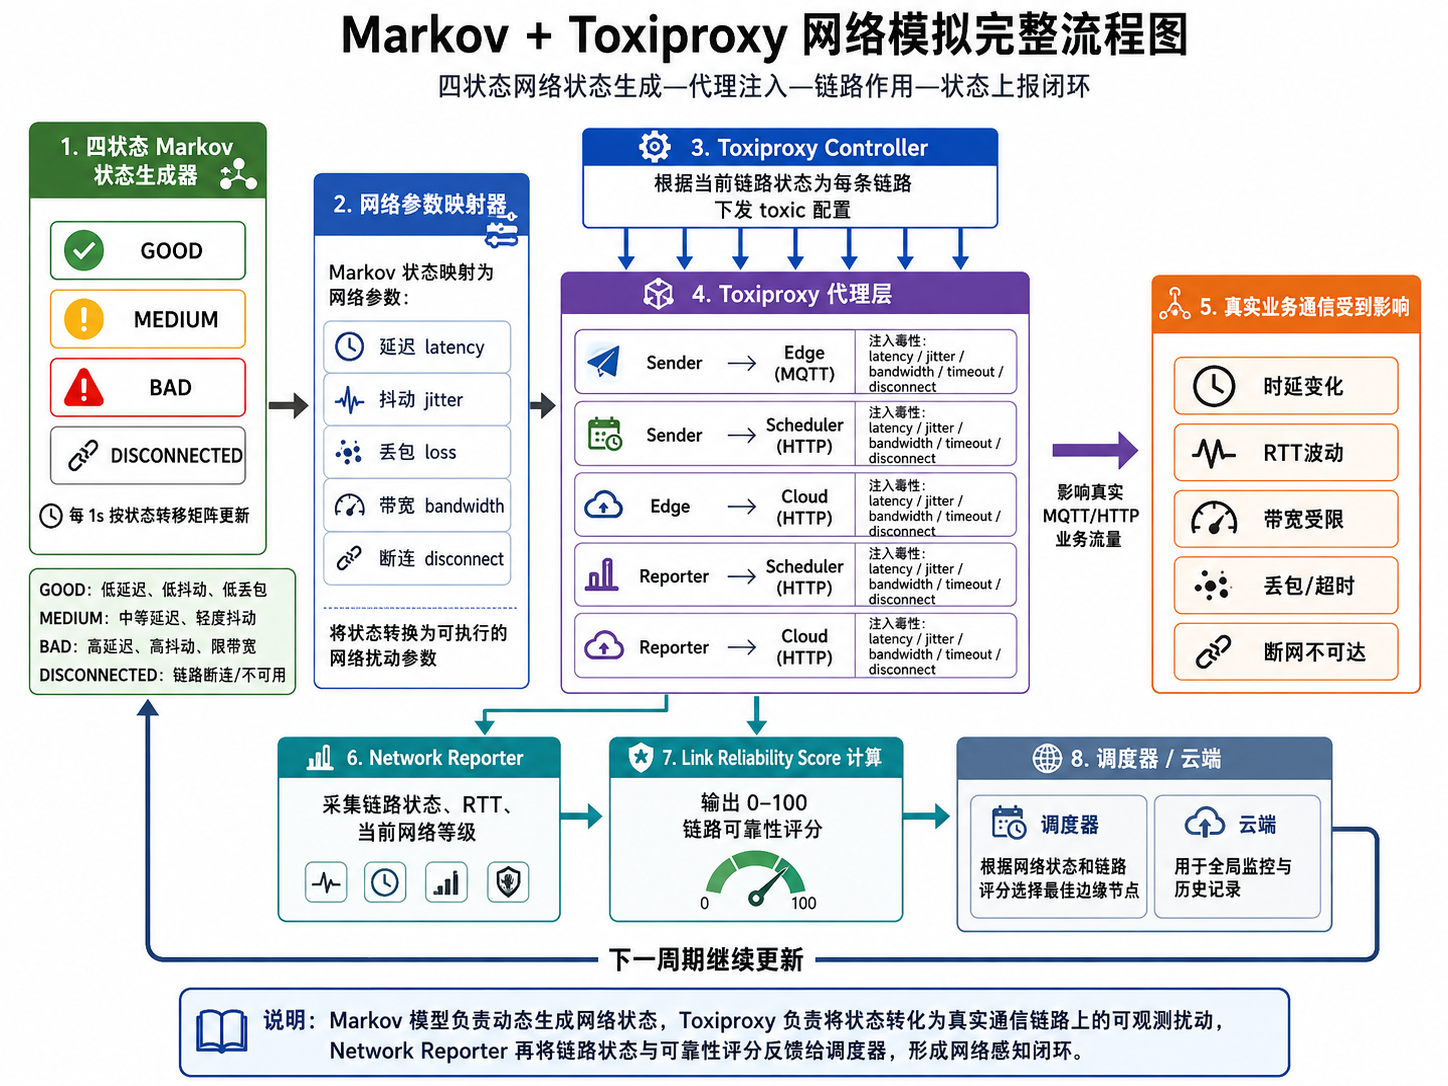 Markov + Toxiproxy 网络模拟完整流程图
四状态网络状态生成—代理注入—链路作用—状态上报闭环
1. 四状态 Markov
状态生成器
GOOD
MEDIUM
BAD
DISCONNECTED
每 1s 按状态转移矩阵更新
GOOD：低延迟、低抖动、低丢包
MEDIUM：中等延迟、轻度抖动
BAD：高延迟、高抖动、限带宽
DISCONNECTED：链路断连/不可用
2. 网络参数映射器
Markov 状态映射为
网络参数：
延迟 latency
抖动 jitter
丢包 loss
带宽 bandwidth
断连 disconnect
将状态转换为可执行的
网络扰动参数
3. Toxiproxy Controller
根据当前链路状态为每条链路
下发 toxic 配置
4. Toxiproxy 代理层
Sender
Edge
(MQTT)
注入毒性：
latency / jitter /
bandwidth / timeout /
disconnect
Sender
Scheduler
(HTTP)
注入毒性：
latency / jitter /
bandwidth / timeout /
disconnect
Edge
Cloud
(HTTP)
注入毒性：
latency / jitter /
bandwidth / timeout /
disconnect
Reporter
Scheduler
(HTTP)
注入毒性：
latency / jitter /
bandwidth / timeout /
disconnect
Reporter
Cloud
(HTTP)
注入毒性：
latency / jitter /
bandwidth / timeout /
disconnect
影响真实
MQTT/HTTP
业务流量
5. 真实业务通信受到影响
时延变化
RTT波动
带宽受限
丢包/超时
断网不可达
6. Network Reporter
采集链路状态、RTT、
当前网络等级
7. Link Reliability Score 计算
输出 0–100
链路可靠性评分
0
100
8. 调度器 / 云端
调度器
根据网络状态和链路
评分选择最佳边缘节点
云端
用于全局监控与
历史记录
下一周期继续更新
说明：Markov 模型负责动态生成网络状态，Toxiproxy 负责将状态转化为真实通信链路上的可观测扰动，
Network Reporter 再将链路状态与可靠性评分反馈给调度器，形成网络感知闭环。